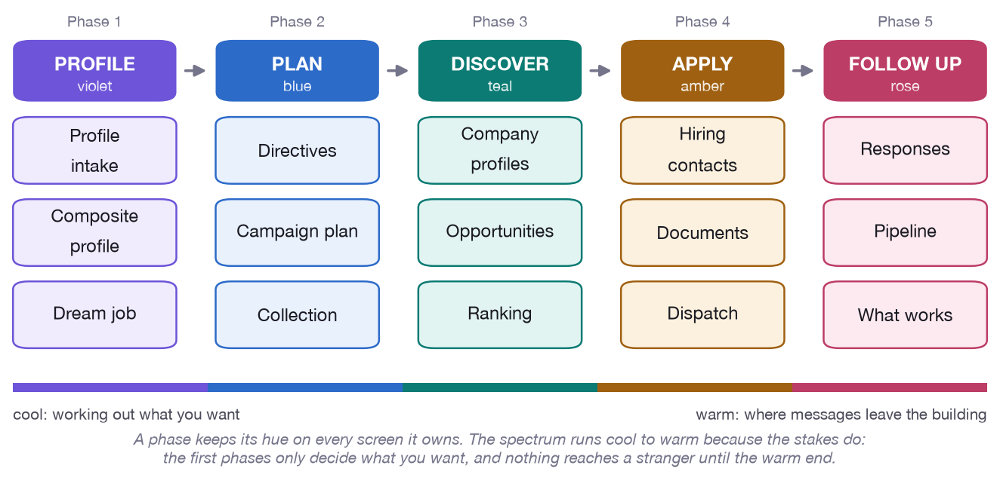 Phase 1
Phase 2
Phase 3
Phase 4
Phase 5
PROFILE
violet
PLAN
blue
DISCOVER
teal
APPLY
amber
FOLLOW UP
rose
Profile
intake
Directives
Company
profiles
Hiring
contacts
Responses
Composite
profile
Campaign plan
Opportunities
Documents
Pipeline
Dream job
Collection
Ranking
Dispatch
What works
cool: working out what you want
warm: where messages leave the building
A phase keeps its hue on every screen it owns. The spectrum runs cool to warm because the stakes do:
the first phases only decide what you want, and nothing reaches a stranger until the warm end.